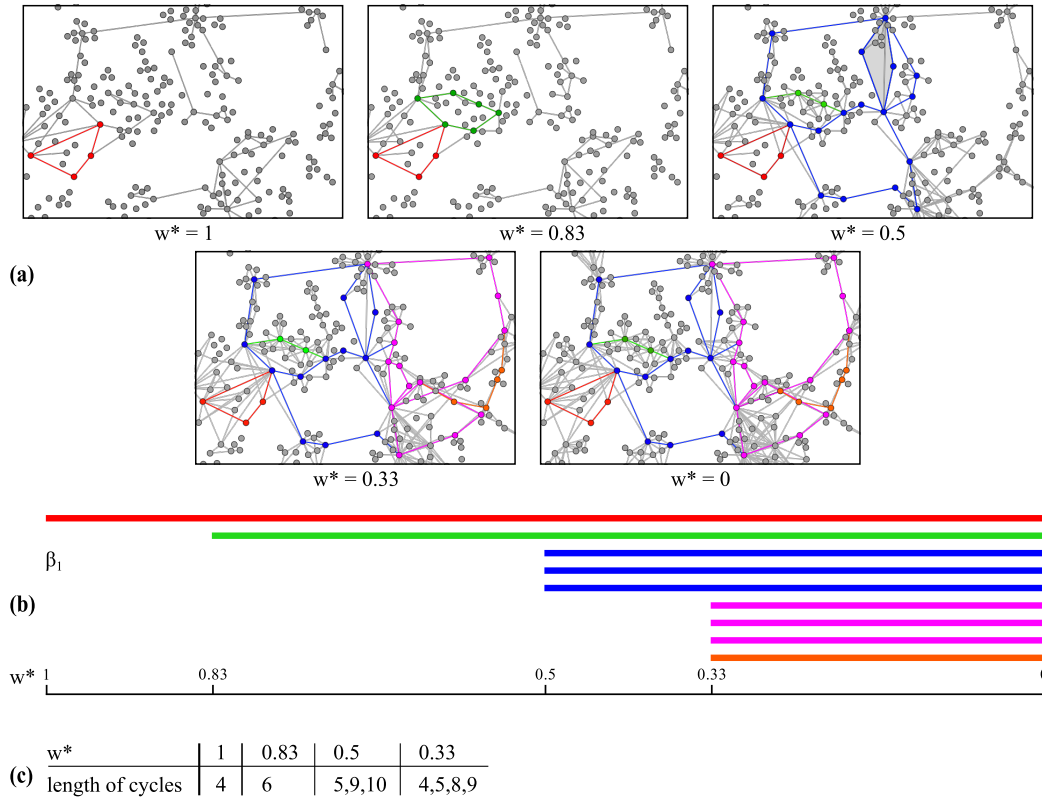 w* = 1
w* = 0.83
w* = 0.5
(a)
w* = 0.33
w* = 0
β1
(b)
w* 1 0.83 0.5 0.33
(c)
w* 1 0.83 0.5 0.33
length of cycles 4 6 5,9,10 4,5,8,9